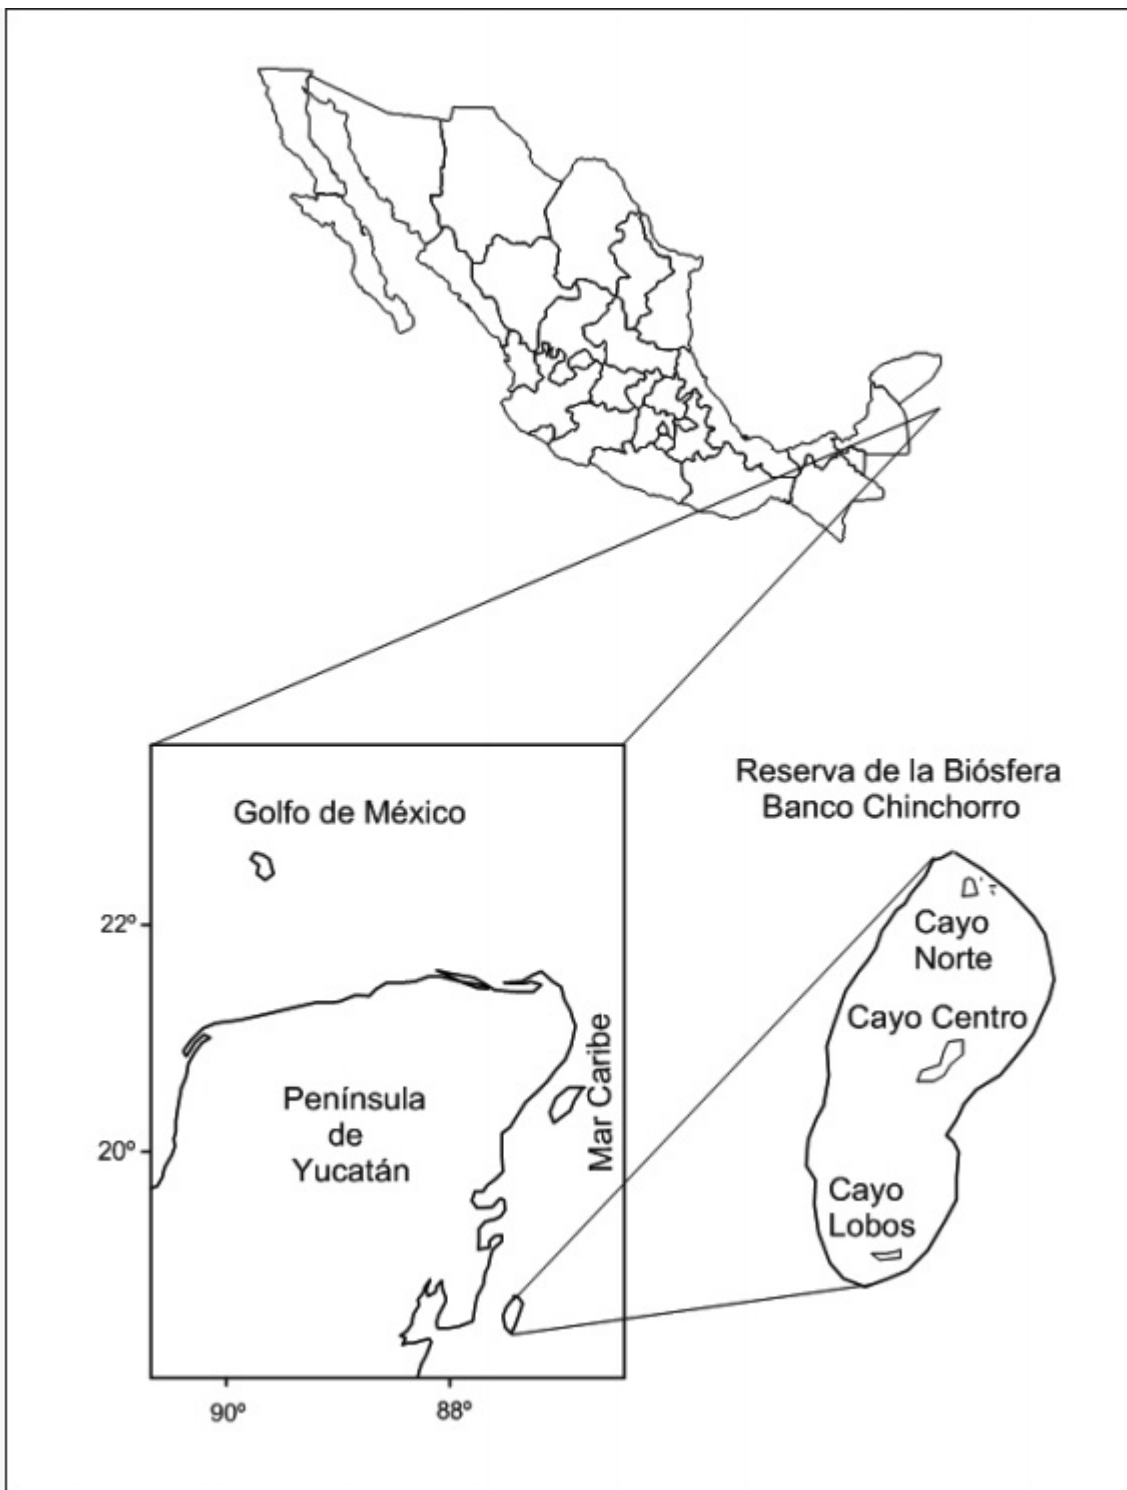 Reserva de la Biósfera
Banco Chinchorro
Golfo de México
22º
Cayo
Norte
Cayo Centro
Mar Caribe
Península
de
Yucatán
20º
Cayo
Lobos
90º
88º